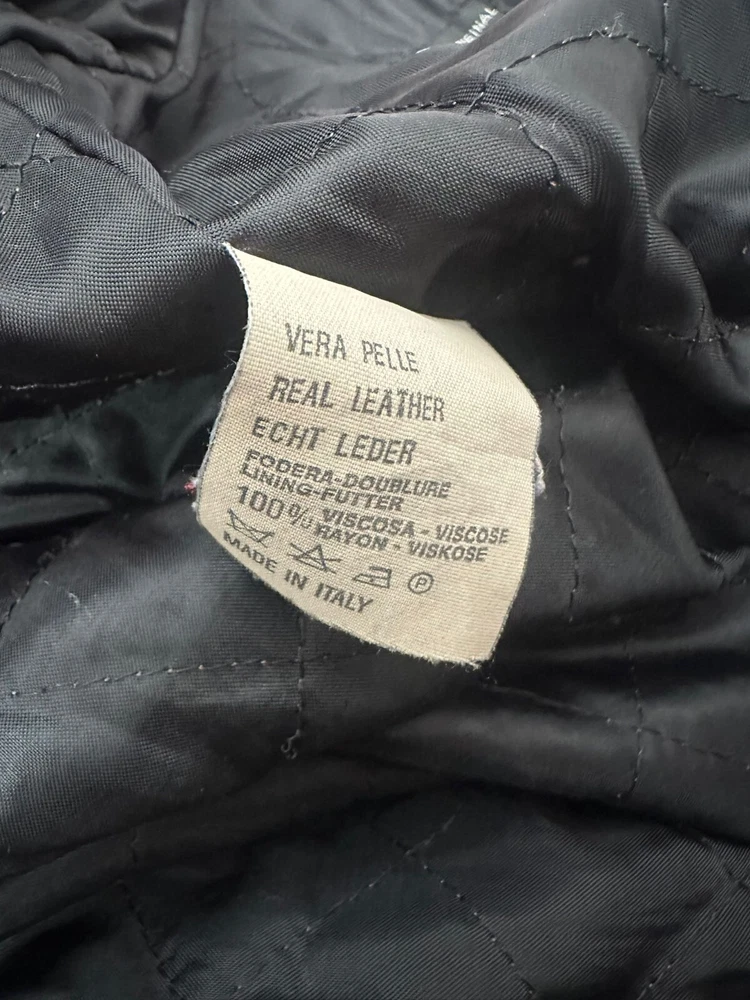 VERA PELLE
REAL LEATHER
ECHT LEDER
FODERA-DOUBLURE
LINING-FUTTER
100% VISCOSA - VISCOSE
RAYON - VISKOSE
P
MADE IN ITALY